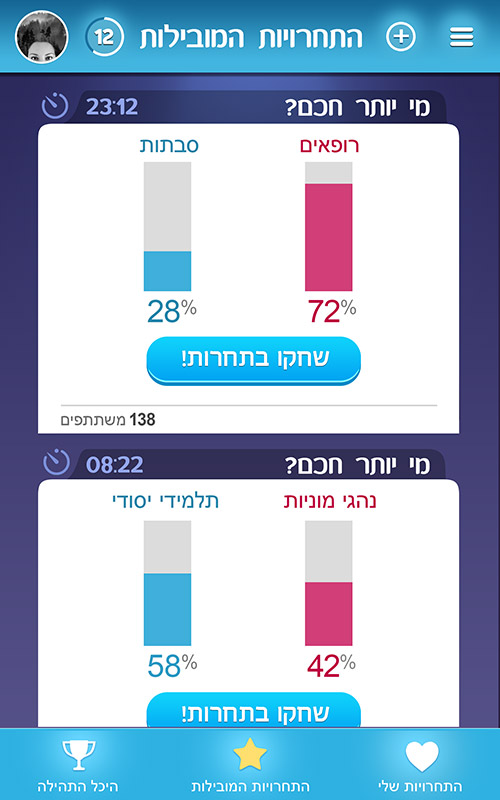 התחרויות המובילות 12
מי יותר חכם? 23:12
רופאים סבתות
72% 28%
שחקו בתחרות!
138 משתתפים
מי יותר חכם? 08:22
נהגי מוניות תלמידי יסודי
42% 58%
שחקו בתחרות!
התחרויות שלי התחרויות המובילות היכל התהילה